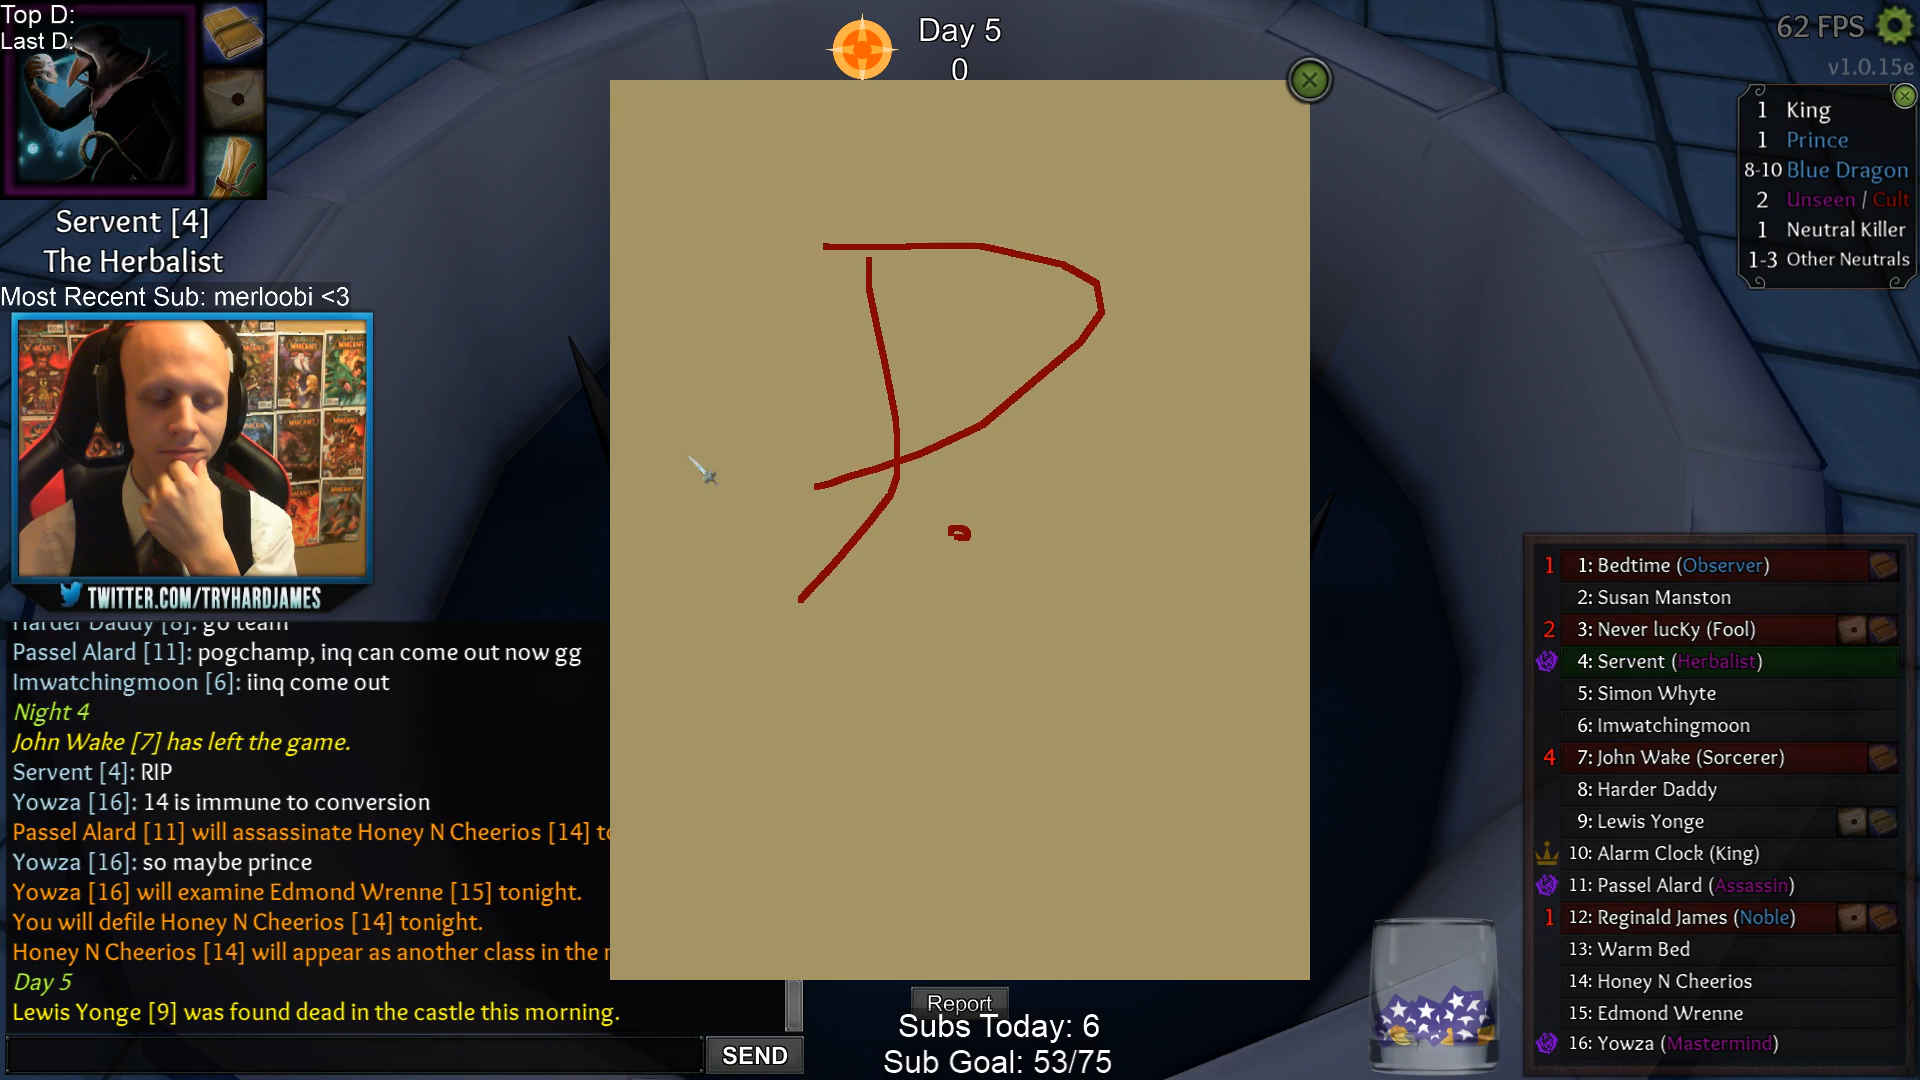 Top D:
Last D:
Servent [4]
The Herbalist
Most Recent Sub: merloobi <3
TWITTER.COM/TRYHARDJAMES
Harder Daddy [8]: go team
Passel Alard [11]: pogchamp, inq can come out now gg
Imwatchingmoon [6]: iinq come out
Night 4
John Wake [7] has left the game.
Servent [4]: RIP
Yowza [16]: 14 is immune to conversion
Passel Alard [11] will assassinate Honey N Cheerios [14] to
Yowza [16]: so maybe prince
Yowza [16] will examine Edmond Wrenne [15] tonight.
You will defile Honey N Cheerios [14] tonight.
Honey N Cheerios [14] will appear as another class in the
Day 5
Lewis Yonge [9] was found dead in the castle this morning.
SEND
Day 5
0
D
Report
Subs Today: 6
Sub Goal: 53/75
62 FPS
v1.0.15e
1 King
1 Prince
8-10 Blue Dragon
2 Unseen / Cult
1 Neutral Killer
1-3 Other Neutrals
1 1: Bedtime (Observer)
2: Susan Manston
2 3: Never lucKy (Fool)
4: Servent (Herbalist)
5: Simon Whyte
6: Imwatchingmoon
4 7: John Wake (Sorcerer)
8: Harder Daddy
9: Lewis Yonge
10: Alarm Clock (King)
11: Passel Alard (Assassin)
1 12: Reginald James (Noble)
13: Warm Bed
14: Honey N Cheerios
15: Edmond Wrenne
16: Yowza (Mastermind)